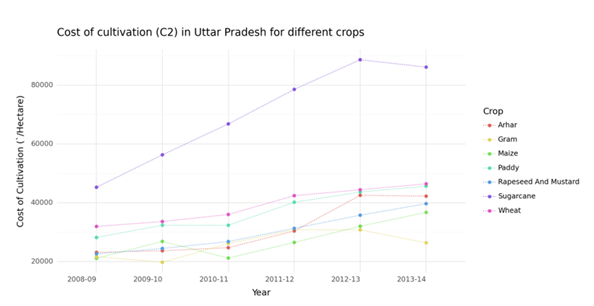 Cost of cultivation (C2) in Uttar Pradesh for different crops
80000
60000
40000
20000
Cost of Cultivation (`/Hectare)
2008-09 2009-10 2010-11 2011-12 2012-13 2013-14
Year
Crop
Arhar
Gram
Maize
Paddy
Rapeseed And Mustard
Sugarcane
Wheat